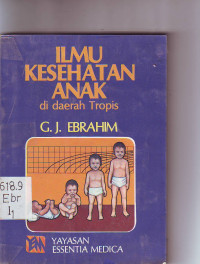 ILMU
KESEHATAN
ANAK
di daerah Tropis
G. J. EBRAHIM
618.9
Ebr
YAYASAN
ESSENTIA MEDICA